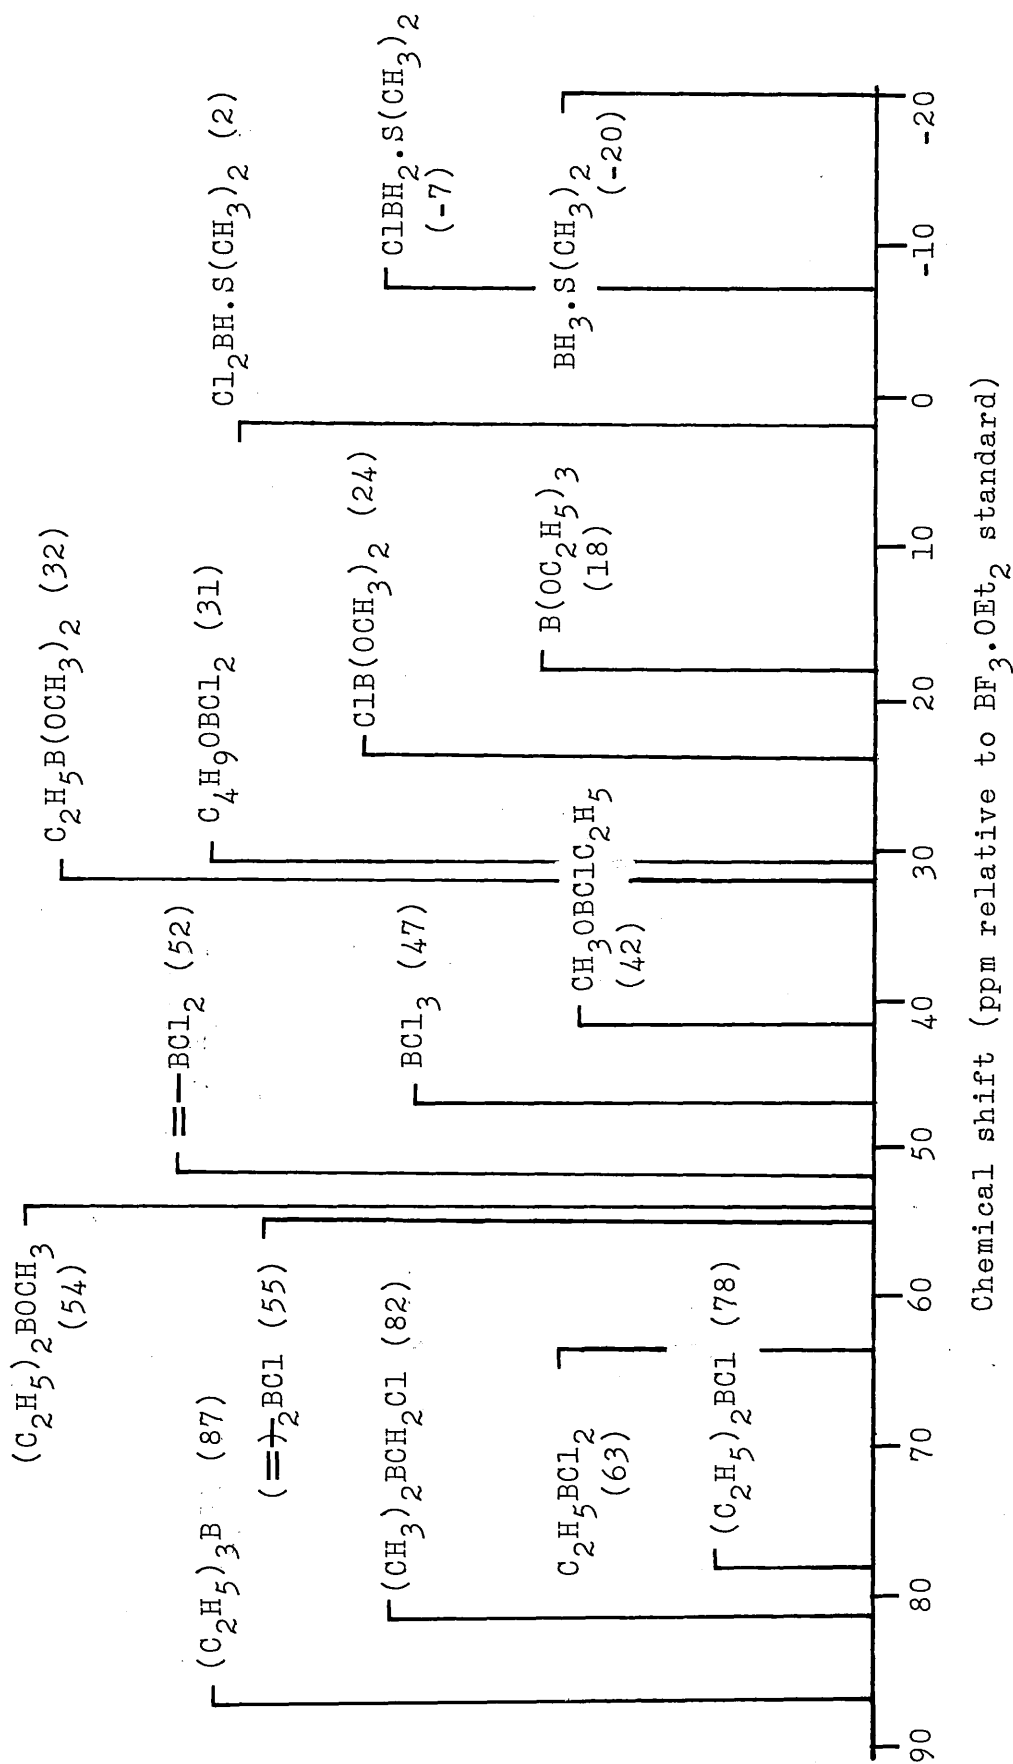 (C₂H₅)₂BOCH₃
(54)
C₂H₅B(OCH₃)₂ (32)
=—BCl₂ (52)
(C₂H₅)₃B (87)
C₄H₉OBCl₂ (31)
Cl₂BH.S(CH₃)₂ (2)
(=)₂BCl (55)
(CH₃)₂BCH₂Cl (82)
BCl₃ (47)
ClB(OCH₃)₂ (24)
ClBH₂.S(CH₃)₂
(-7)
C₂H₅BCl₂
(63)
CH₃OBClC₂H₅
(42)
B(OC₂H₅)₃
(18)
BH₃.S(CH₃)₂
(-20)
(C₂H₅)₂BCl (78)
90 80 70 60 50 40 30 20 10 0 -10 -20
Chemical shift (ppm relative to BF₃.OEt₂ standard)